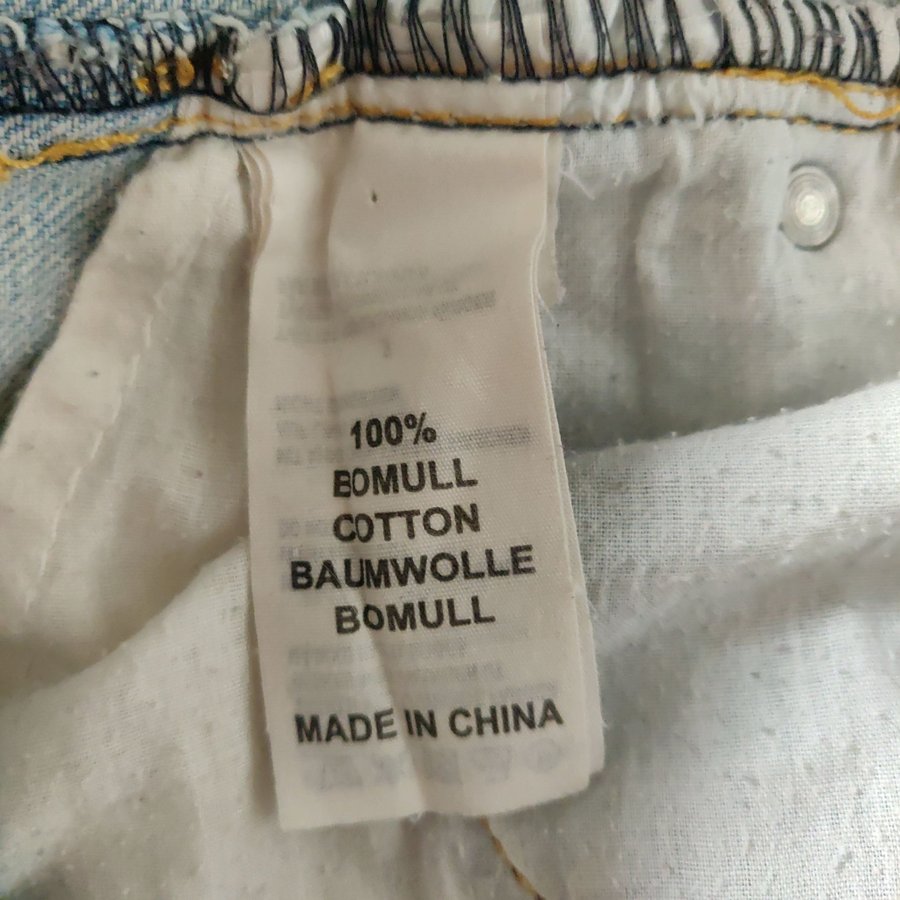 100%
BOMULL
COTTON
BAUMWOLLE
BOMULL
MADE IN CHINA